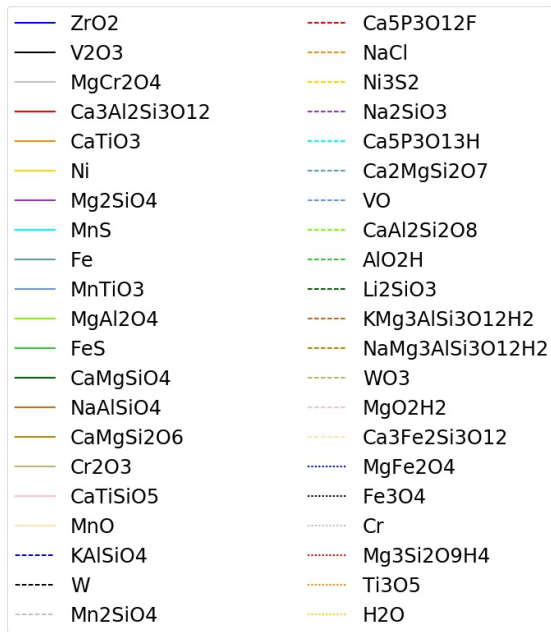 ZrO2
V2O3
MgCr2O4
Ca3Al2Si3O12
CaTiO3
Ni
Mg2SiO4
MnS
Fe
MnTiO3
MgAl2O4
FeS
CaMgSiO4
NaAlSiO4
CaMgSi2O6
Cr2O3
CaTiSiO5
MnO
KAlSiO4
W
Mn2SiO4
Ca5P3O12F
NaCl
Ni3S2
Na2SiO3
Ca5P3O13H
Ca2MgSi2O7
VO
CaAl2Si2O8
AlO2H
Li2SiO3
KMg3AlSi3O12H2
NaMg3AlSi3O12H2
WO3
MgO2H2
Ca3Fe2Si3O12
MgFe2O4
Fe3O4
Cr
Mg3Si2O9H4
Ti3O5
H2O